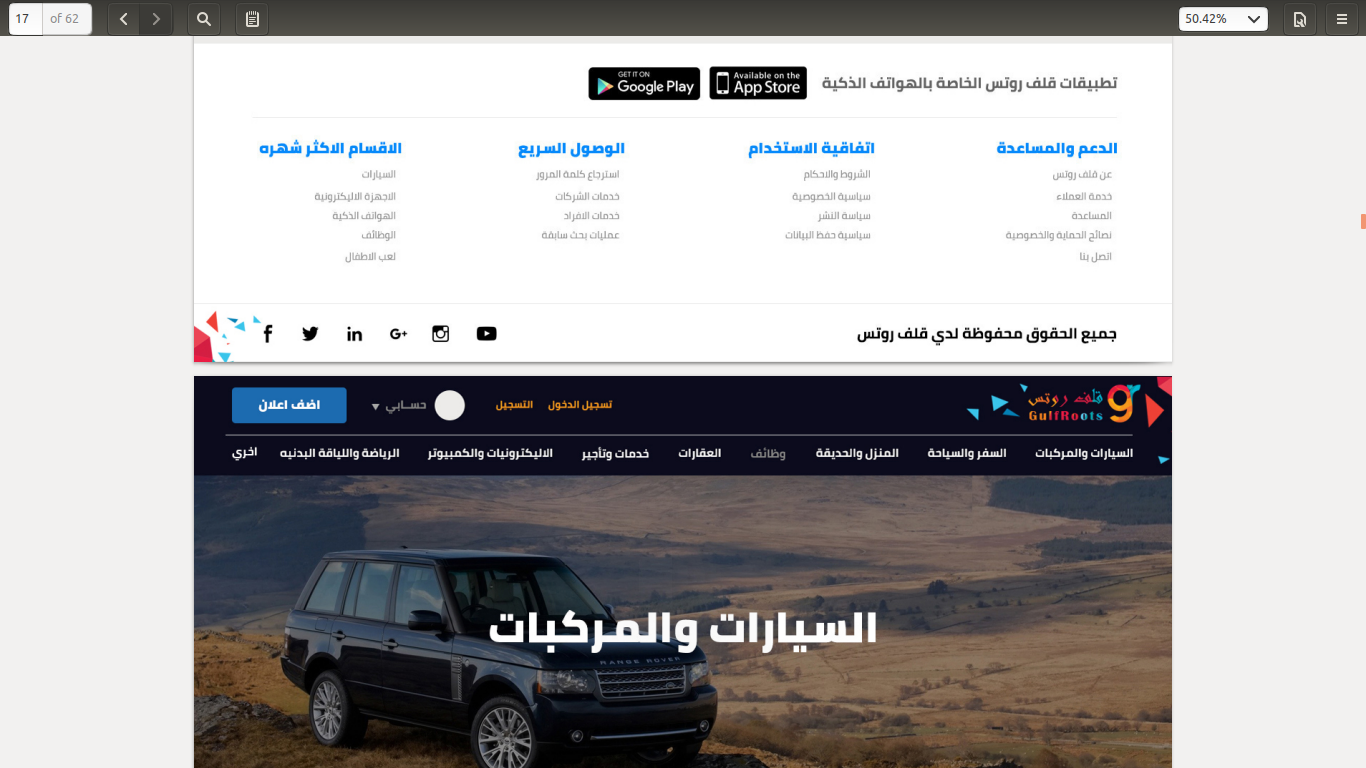 17 of 62
50.42%
تطبيقات قلف روتس الخاصة بالهواتف الذكية
Available on the App Store
GET IT ON Google Play
الدعم والمساعدة
عن قلف روتس
خدمة العملاء
المساعدة
نصائح الحماية والخصوصية
اتصل بنا
اتفاقية الاستخدام
الشروط والاحكام
سياسية الخصوصية
سياسة النشر
سياسية حفظ البيانات
الوصول السريع
استرجاع كلمة المرور
خدمات الشركات
خدمات الافراد
عمليات بحث سابقة
الاقسام الاكثر شهره
السيارات
الاجهزة الاليكترونية
الهواتف الذكية
الوظائف
لعب الاطفال
جميع الحقوق محفوظة لدي قلف روتس
قلف روتس
GulfRoots
تسجيل الدخول التسجيل حسـابي اضف اعلان
السيارات والمركبات السفر والسياحة المنزل والحديقة وظائف العقارات خدمات وتأجير الاليكترونيات والكمبيوتر الرياضة واللياقة البدنيه اخري
السيارات والمركبات
RANGE ROVER